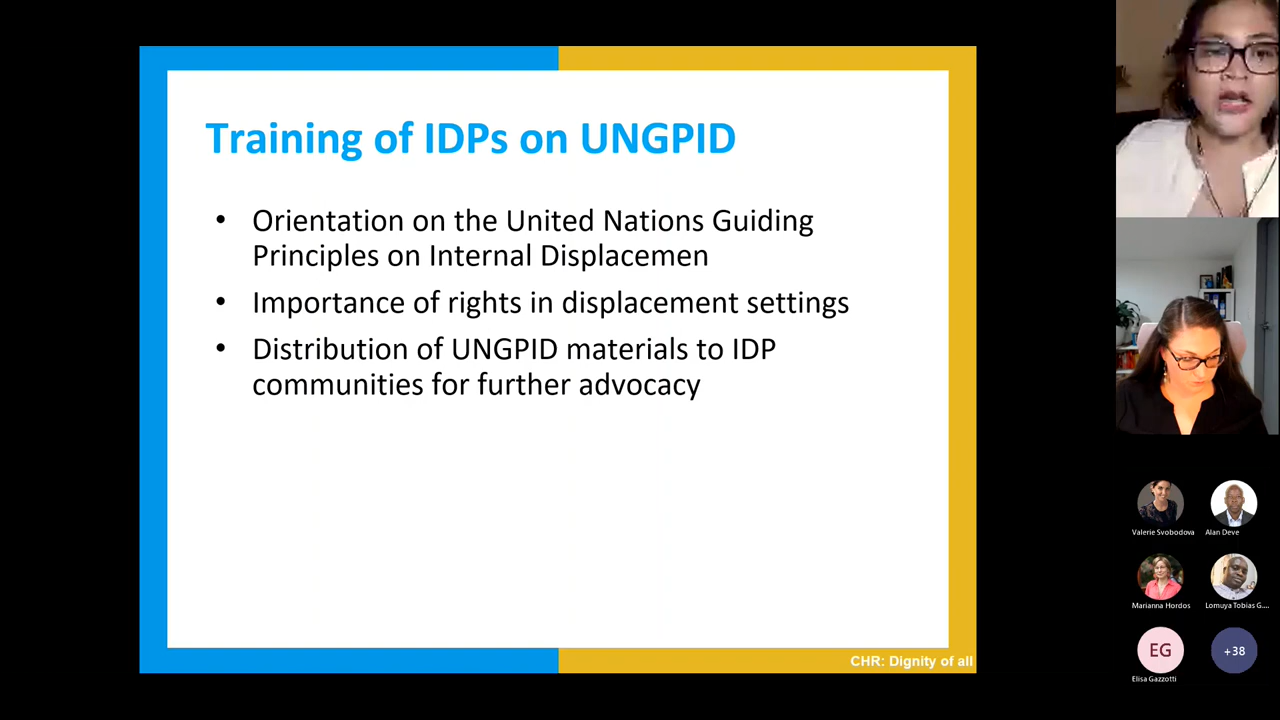 Training of IDPs on UNGPID
• Orientation on the United Nations Guiding
Principles on Internal Displacemen
• Importance of rights in displacement settings
• Distribution of UNGPID materials to IDP
communities for further advocacy
CHR: Dignity of all
Valerie Svobodova
Alan Deve
Marianna Hordos
Lomuya Tobias G....
EG
+38
Elisa Gazzotti